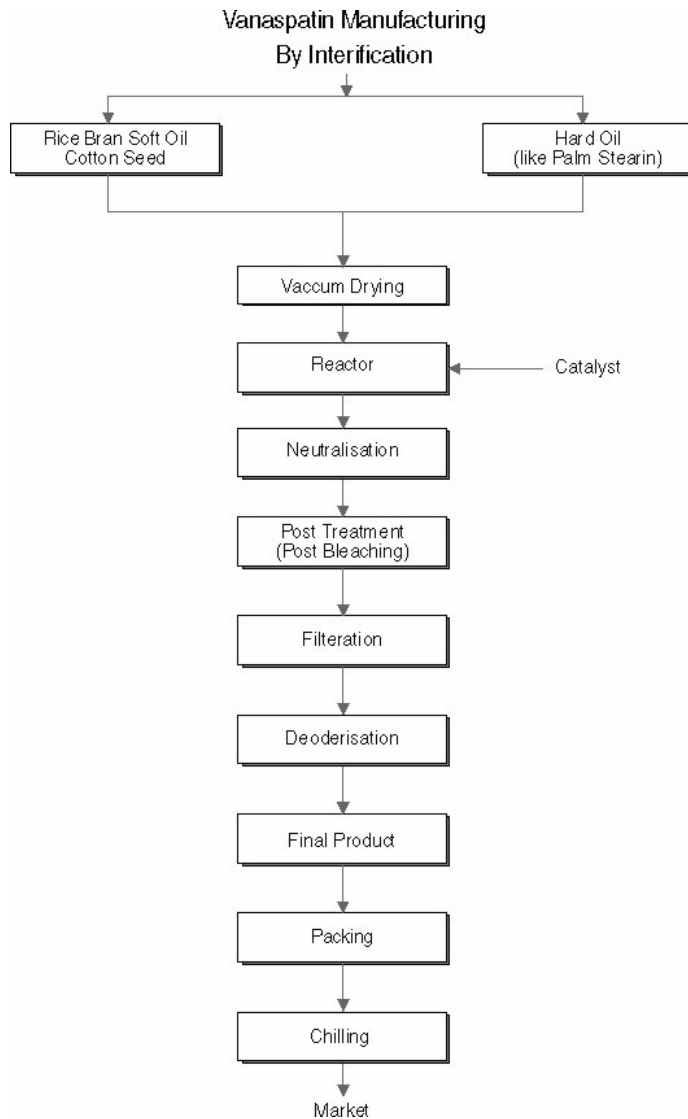 Vanaspatin Manufacturing
By Interification
Rice Bran Soft Oil
Cotton Seed
Hard Oil
(like Palm Stearin)
Vaccum Drying
Reactor
Catalyst
Neutralisation
Post Treatment
(Post Bleaching)
Filteration
Deoderisation
Final Product
Packing
Chilling
Market